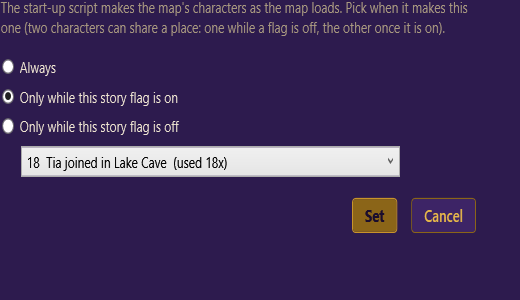 The start-up script makes the map's characters as the map loads. Pick when it makes this
one (two characters can share a place: one while a flag is off, the other once it is on).
Always
Only while this story flag is on
Only while this story flag is off
18  Tia joined in Lake Cave  (used 18x)
Set
Cancel